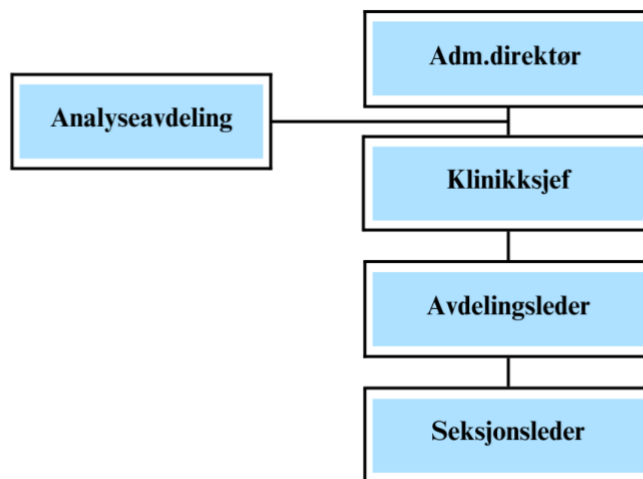 Adm.direktør
Analyseavdeling
Klinikksjef
Avdelingsleder
Seksjonsleder